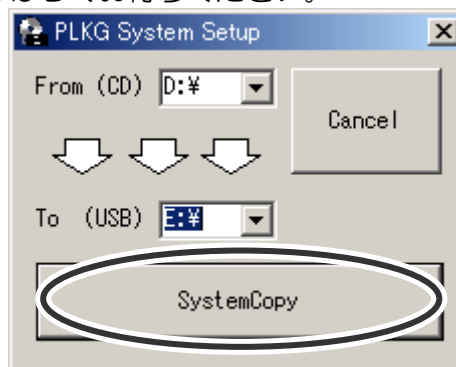 PLKG System Setup
From (CD) D:¥
Cancel
To (USB) E:¥
SystemCopy